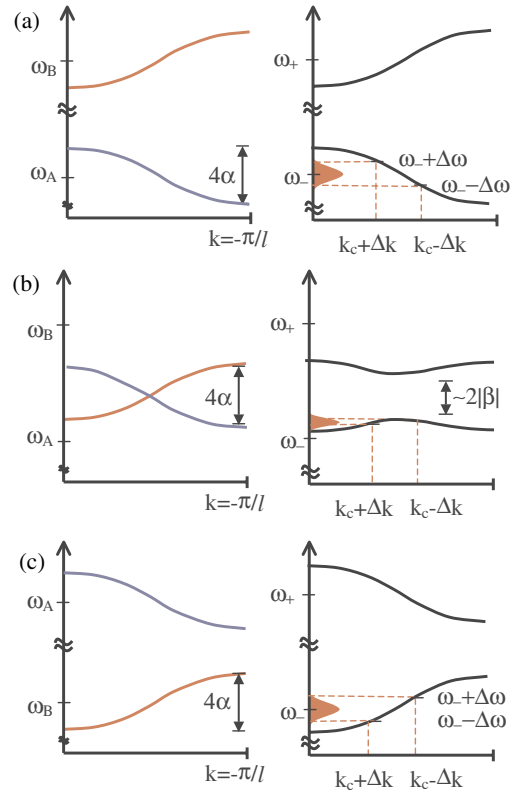 (a)
ω_B
ω_A
4α
k=-π/l
ω_+
ω_-
ω_-+Δω
ω_--Δω
k_c+Δk
k_c-Δk
(b)
ω_B
ω_A
4α
k=-π/l
ω_+
ω_-
~2|β|
k_c+Δk
k_c-Δk
(c)
ω_A
ω_B
4α
k=-π/l
ω_+
ω_-
ω_-+Δω
ω_--Δω
k_c+Δk
k_c-Δk